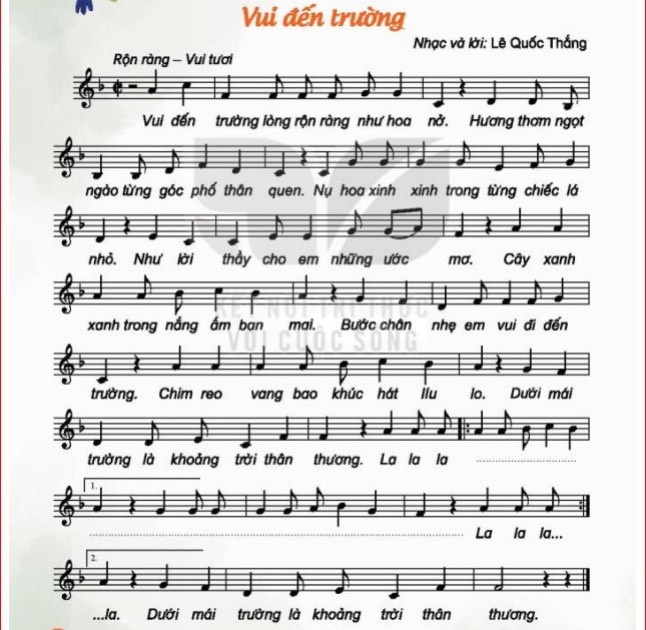 Vui đến trường
Nhạc và lời: Lê Quốc Thắng
Rộn ràng – Vui tươi
Vui đến trường lòng rộn ràng như hoa nở. Hương thơm ngọt
ngào từng góc phố thân quen. Nụ hoa xinh xinh trong từng chiếc lá
nhỏ. Như lời thầy cho em những ước mơ. Cây xanh
KẾT NỐI TRI THỨC
xanh trong nắng ấm ban mai. Bước chân nhẹ em vui đi đến
VỚI CUỘC SỐNG
trường. Chim reo vang bao khúc hát líu lo. Dưới mái
trường là khoảng trời thân thương. La la la ....................
1.
.................... La la la...
2.
...la. Dưới mái trường là khoảng trời thân thương.